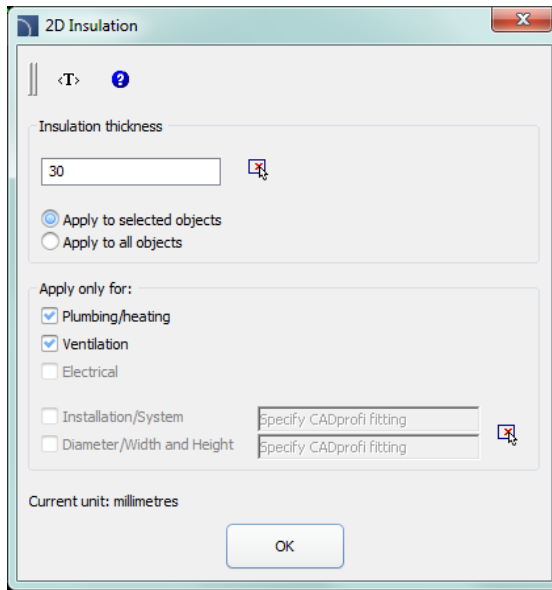 2D Insulation
<T>
Insulation thickness
30
Apply to selected objects
Apply to all objects
Apply only for:
Plumbing/heating
Ventilation
Electrical
Installation/System Specify CADprofi fitting
Diameter/Width and Height Specify CADprofi fitting
Current unit: millimetres
OK